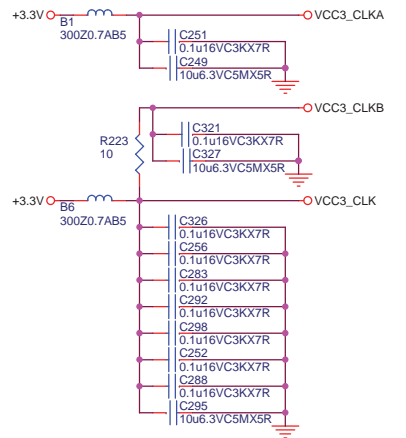 +3.3V
B1
300Z0.7AB5
VCC3_CLKA
C251
0.1u16VC3KX7R
C249
10u6.3VC5MX5R
VCC3_CLKB
R223
10
C321
0.1u16VC3KX7R
C327
10u6.3VC5MX5R
+3.3V
B6
300Z0.7AB5
VCC3_CLK
C326
0.1u16VC3KX7R
C256
0.1u16VC3KX7R
C283
0.1u16VC3KX7R
C292
0.1u16VC3KX7R
C298
0.1u16VC3KX7R
C252
0.1u16VC3KX7R
C288
0.1u16VC3KX7R
C295
10u6.3VC5MX5R